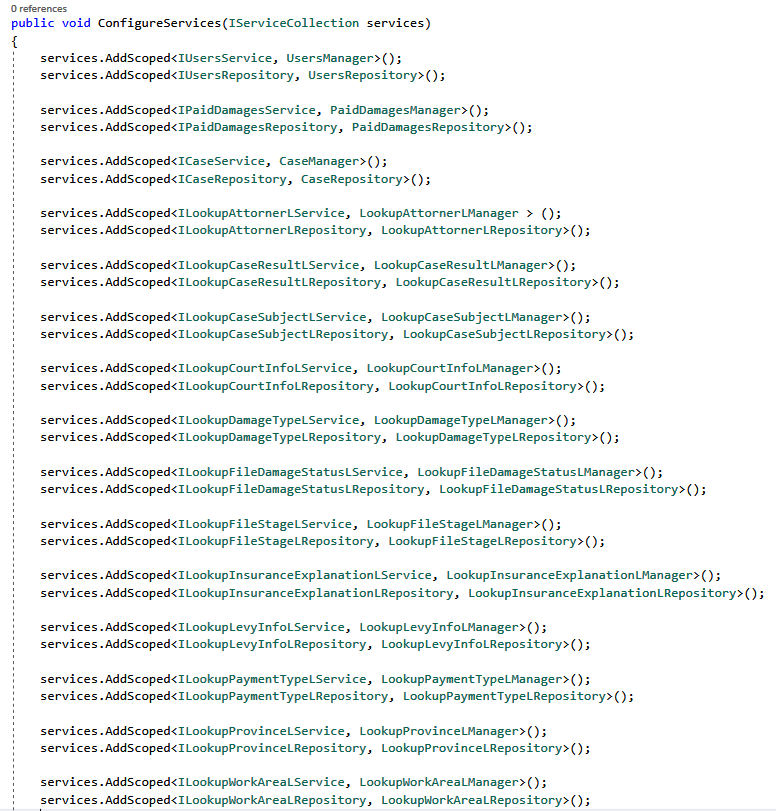 0 references
public void ConfigureServices(IServiceCollection services)
{
services.AddScoped<IUsersService, UsersManager>();
services.AddScoped<IUsersRepository, UsersRepository>();
services.AddScoped<IPaidDamagesService, PaidDamagesManager>();
services.AddScoped<IPaidDamagesRepository, PaidDamagesRepository>();
services.AddScoped<ICaseService, CaseManager>();
services.AddScoped<ICaseRepository, CaseRepository>();
services.AddScoped<ILookupAttornerLService, LookupAttornerLManager > ();
services.AddScoped<ILookupAttornerLRepository, LookupAttornerLRepository>();
services.AddScoped<ILookupCaseResultLService, LookupCaseResultLManager>();
services.AddScoped<ILookupCaseResultLRepository, LookupCaseResultLRepository>();
services.AddScoped<ILookupCaseSubjectLService, LookupCaseSubjectLManager>();
services.AddScoped<ILookupCaseSubjectLRepository, LookupCaseSubjectLRepository>();
services.AddScoped<ILookupCourtInfoLService, LookupCourtInfoLManager>();
services.AddScoped<ILookupCourtInfoLRepository, LookupCourtInfoLRepository>();
services.AddScoped<ILookupDamageTypeLService, LookupDamageTypeLManager>();
services.AddScoped<ILookupDamageTypeLRepository, LookupDamageTypeLRepository>();
services.AddScoped<ILookupFileDamageStatusLService, LookupFileDamageStatusLManager>();
services.AddScoped<ILookupFileDamageStatusLRepository, LookupFileDamageStatusLRepository>();
services.AddScoped<ILookupFileStageLService, LookupFileStageLManager>();
services.AddScoped<ILookupFileStageLRepository, LookupFileStageLRepository>();
services.AddScoped<ILookupInsuranceExplanationLService, LookupInsuranceExplanationLManager>();
services.AddScoped<ILookupInsuranceExplanationLRepository, LookupInsuranceExplanationLRepository>();
services.AddScoped<ILookupLevyInfoLService, LookupLevyInfoLManager>();
services.AddScoped<ILookupLevyInfoLRepository, LookupLevyInfoLRepository>();
services.AddScoped<ILookupPaymentTypeLService, LookupPaymentTypeLManager>();
services.AddScoped<ILookupPaymentTypeLRepository, LookupPaymentTypeLRepository>();
services.AddScoped<ILookupProvinceLService, LookupProvinceLManager>();
services.AddScoped<ILookupProvinceLRepository, LookupProvinceLRepository>();
services.AddScoped<ILookupWorkAreaLService, LookupWorkAreaLManager>();
services.AddScoped<ILookupWorkAreaLRepository, LookupWorkAreaLRepository>();